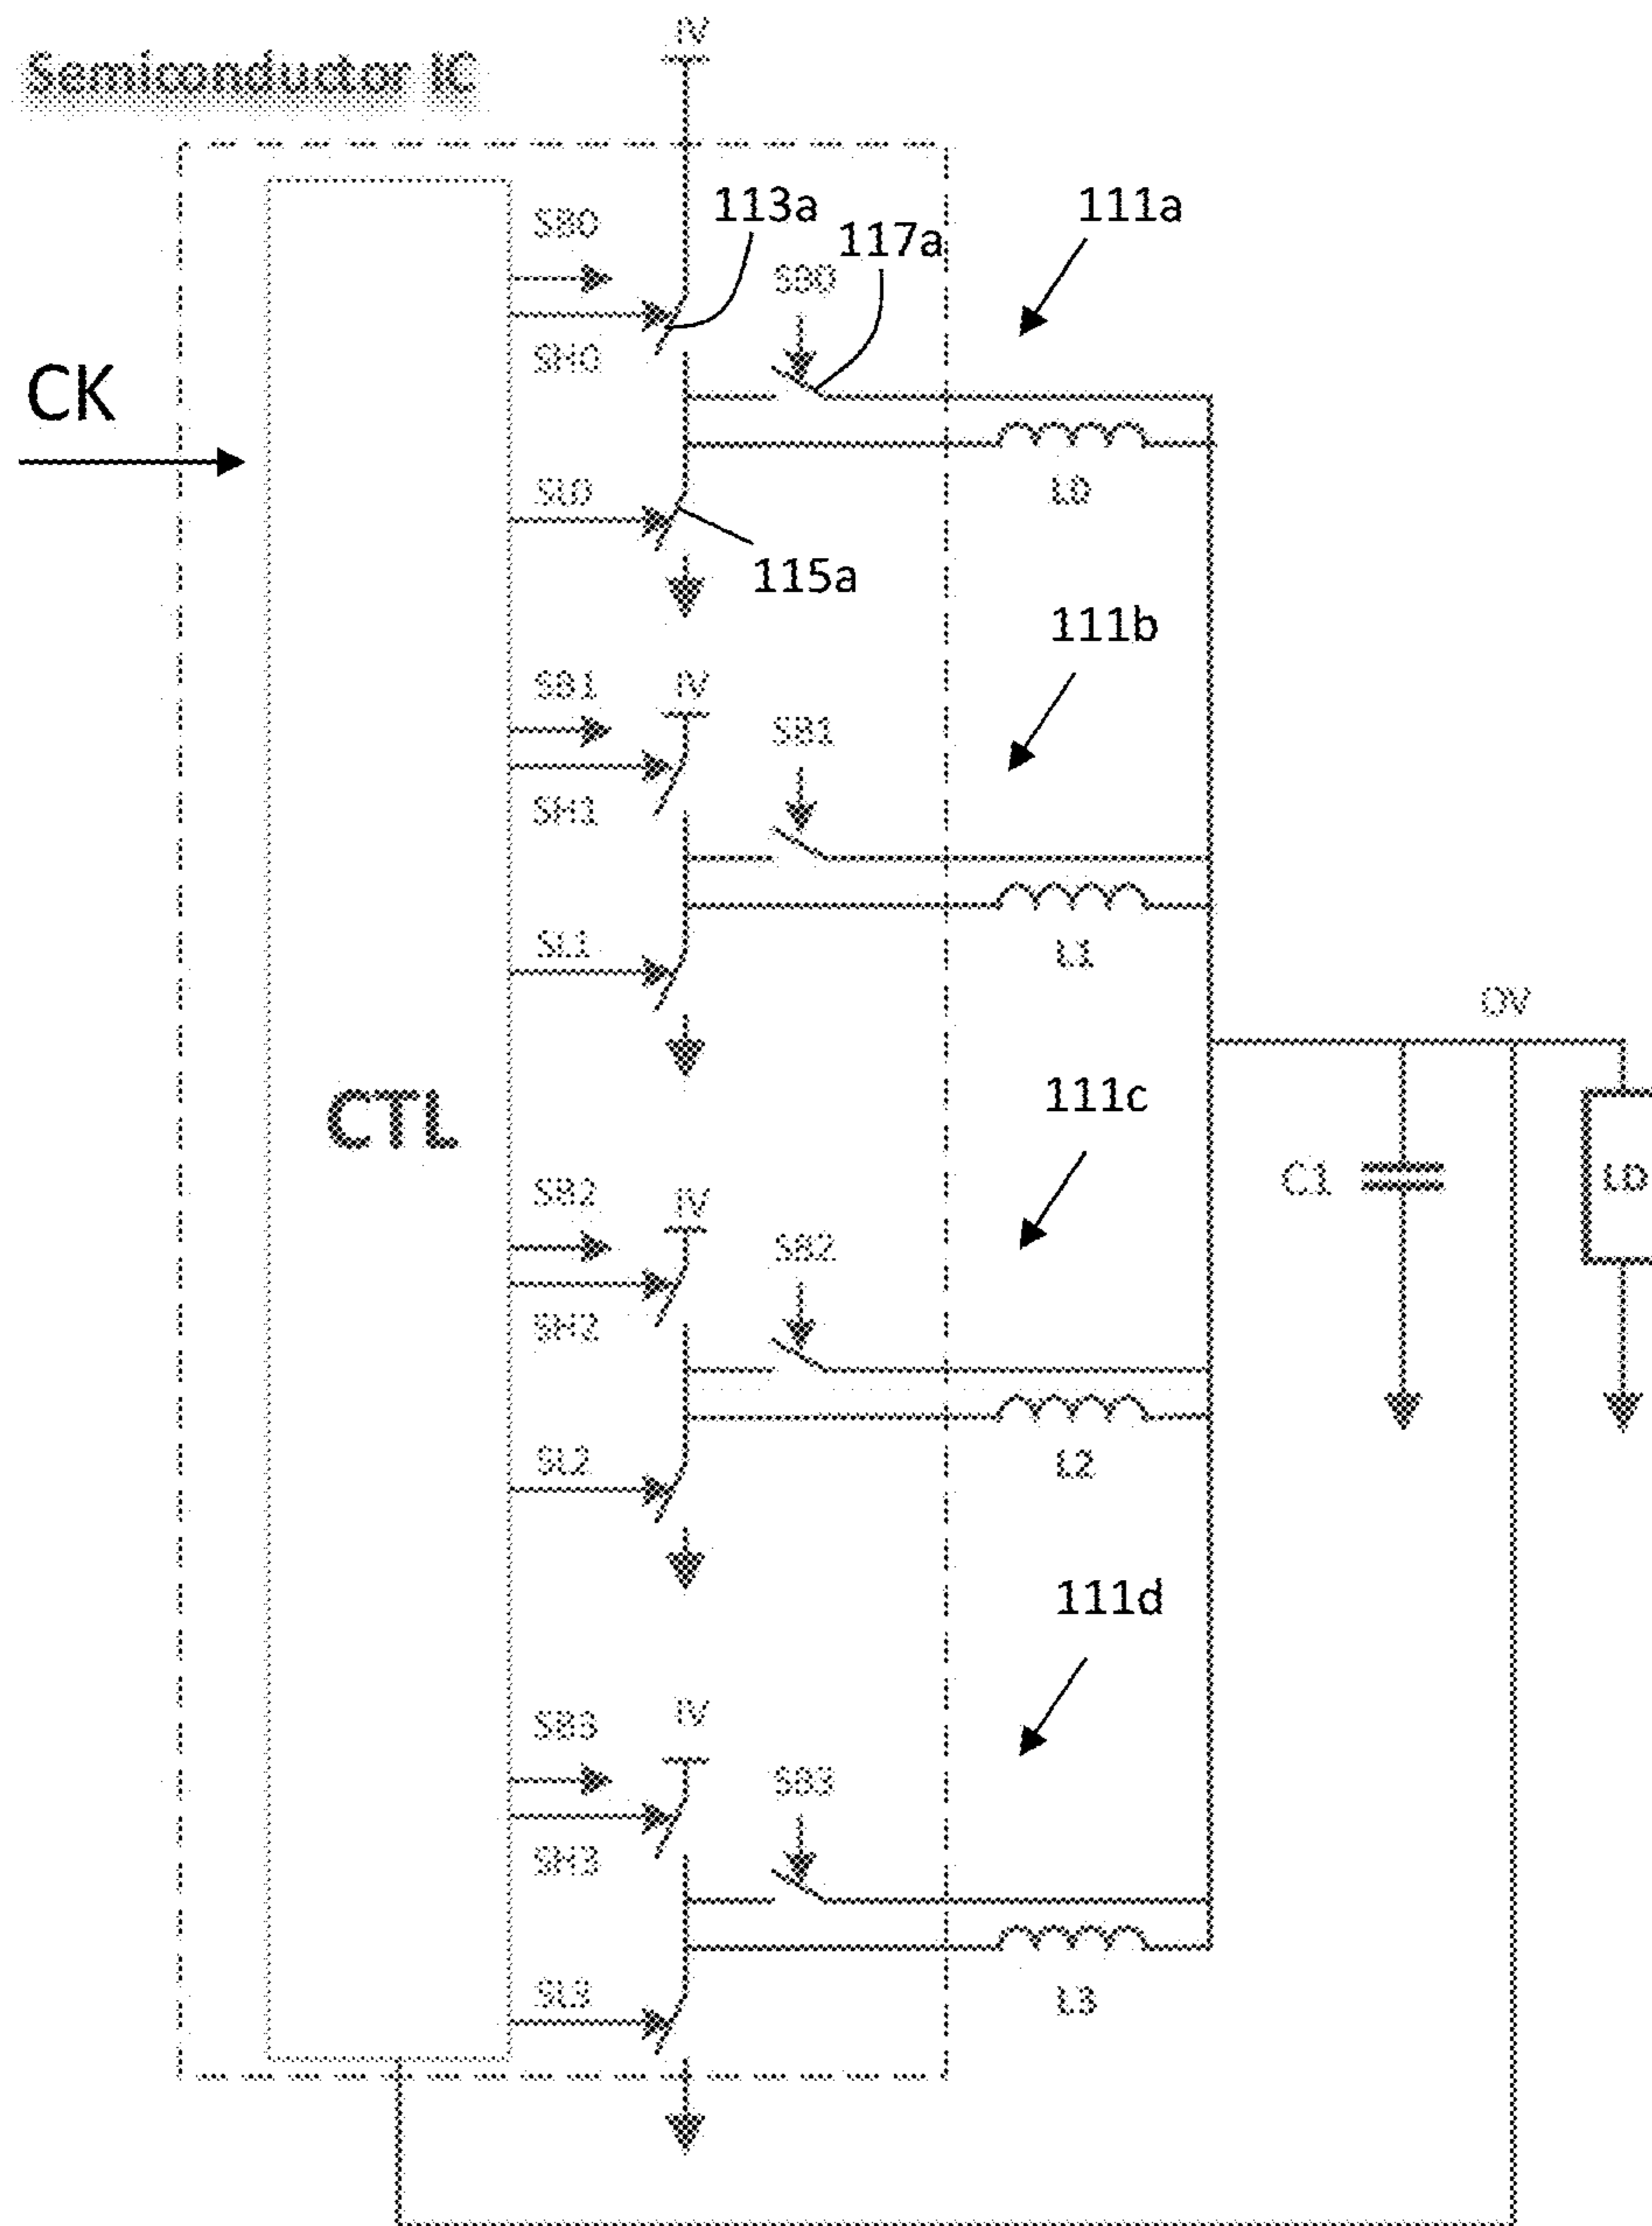 IV
Semiconductor IC
113a
111a
SB0
117a
SB0
SH0
CK
SL0
L0
115a
111b
SB1
IV
SB1
SH1
SL1
L1
OV
111c
CTL
C1
LD
SB2
IV
SB2
SH2
SL2
L2
111d
SB3
IV
SB3
SH3
SL3
L3